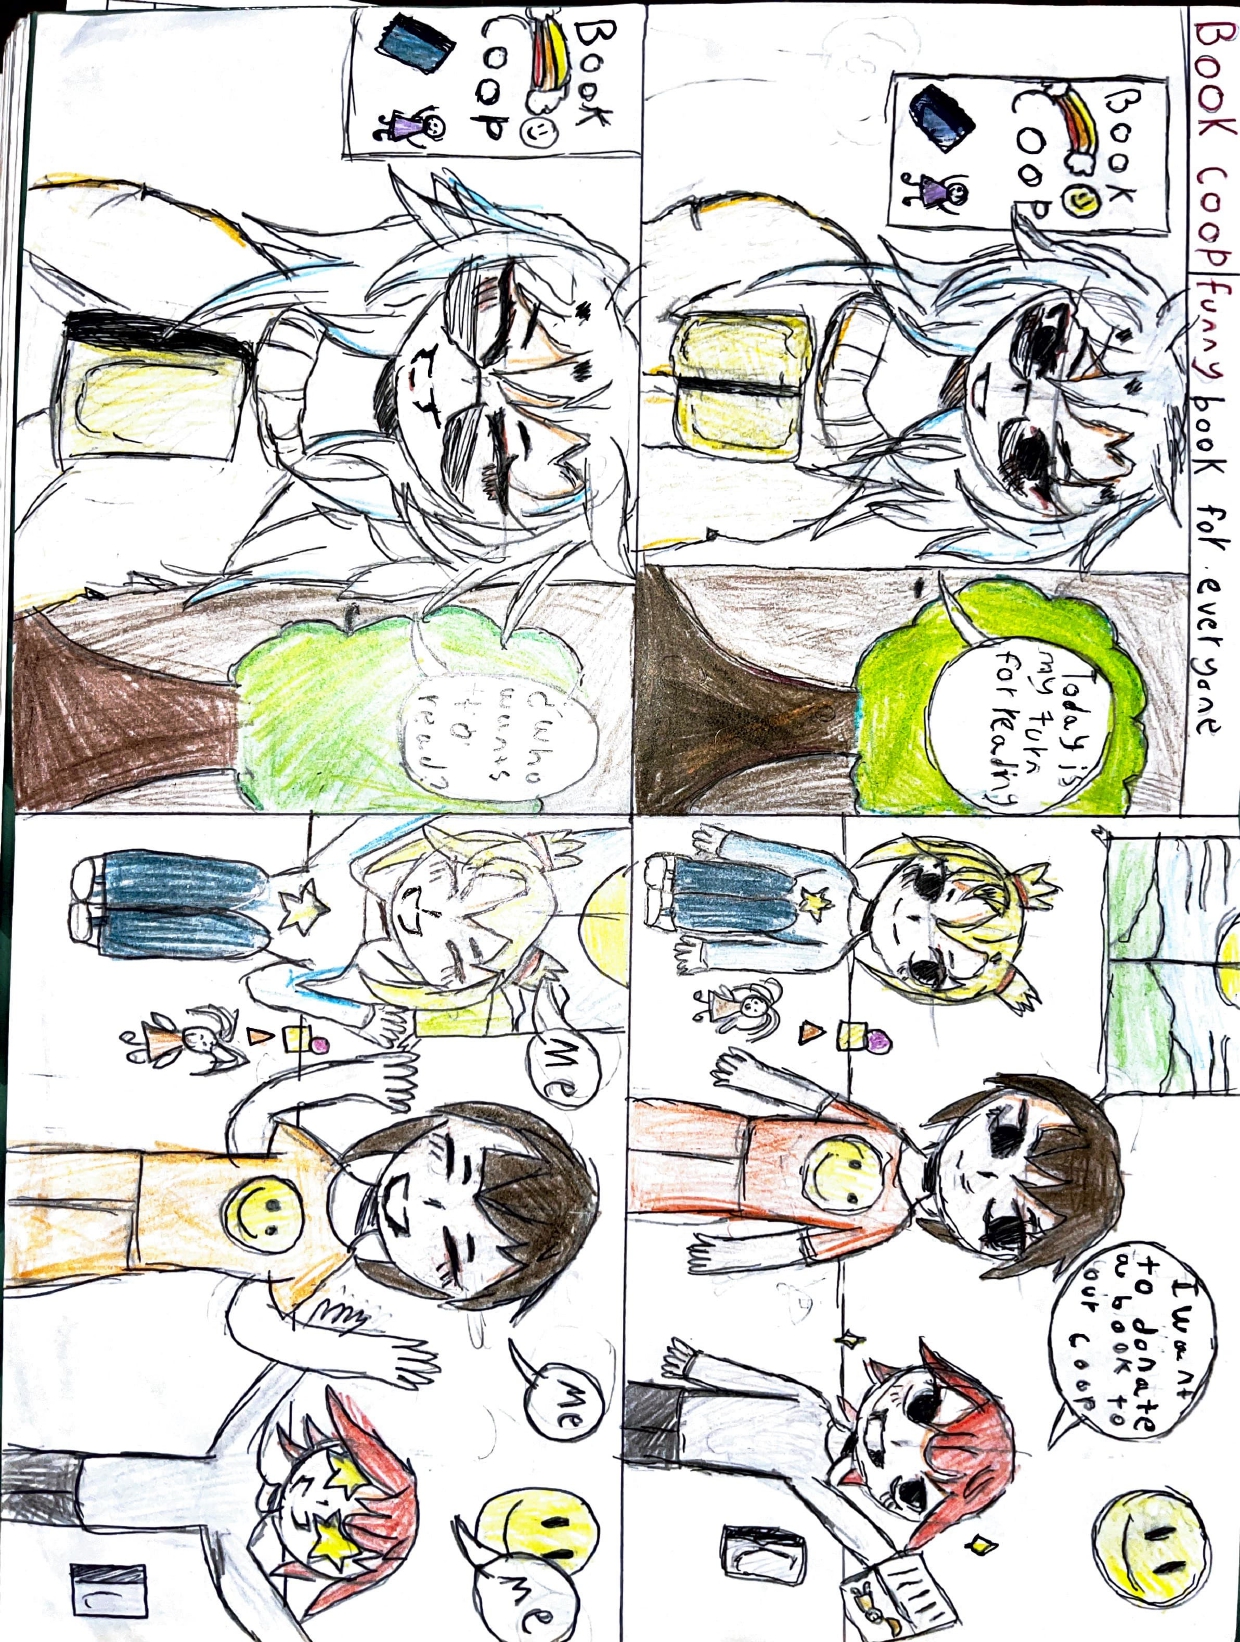 Book coop funny book for everyone
Book
Coop
Today is
my turn
for reading
I want
to donate
a book to
our coop
Book
Coop
¿who
wants
to
read?
Me
Me
Me